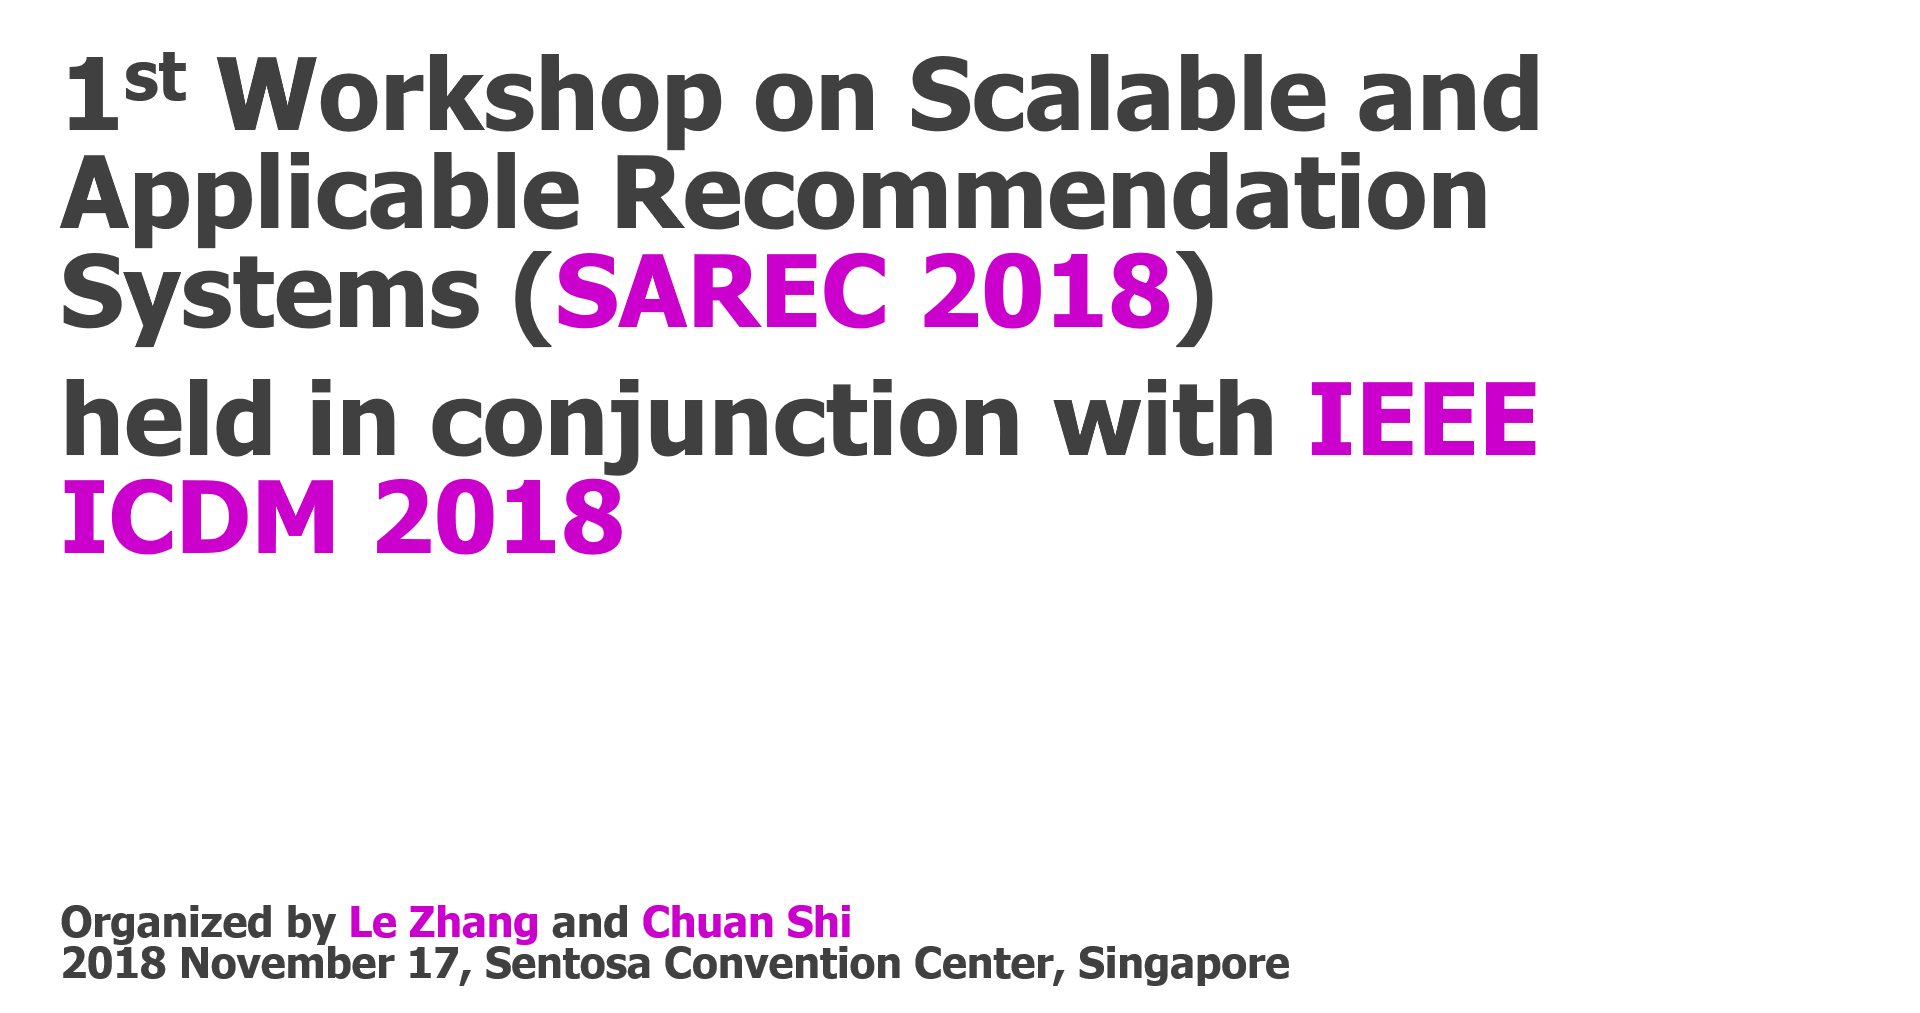 1st Workshop on Scalable and
Applicable Recommendation
Systems (SAREC 2018)
held in conjunction with IEEE
ICDM 2018
Organized by Le Zhang and Chuan Shi
2018 November 17, Sentosa Convention Center, Singapore